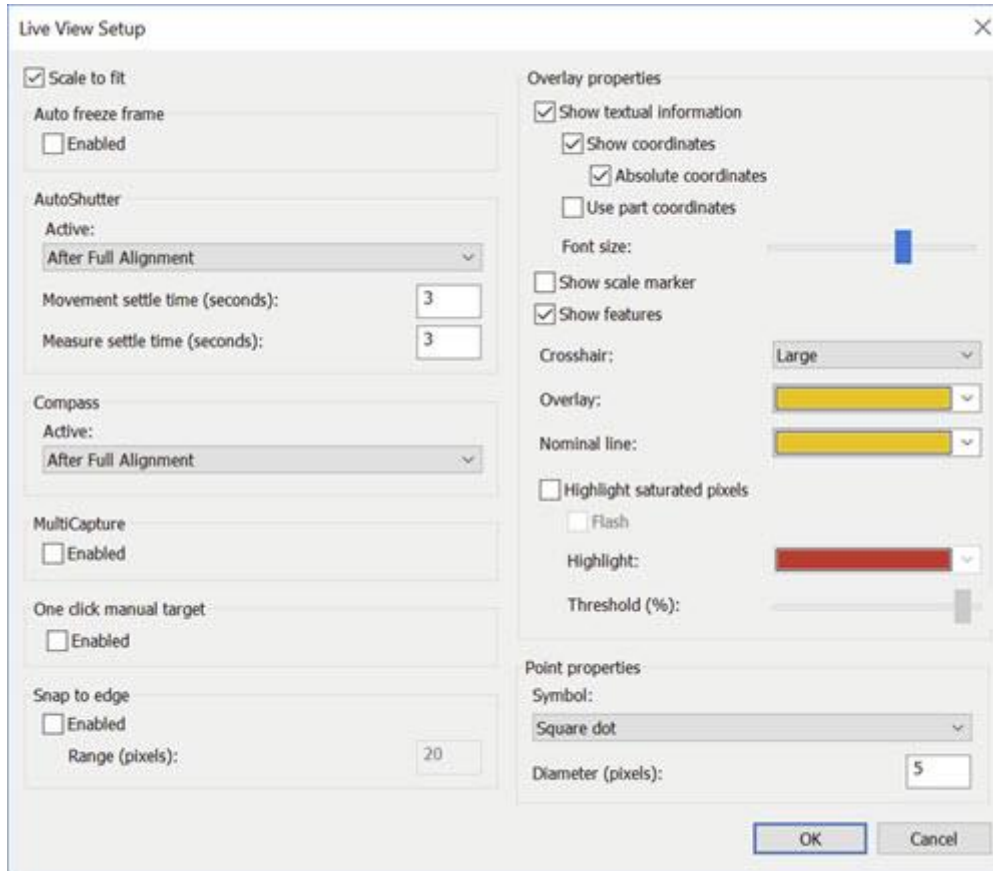 Live View Setup
Scale to fit
Auto freeze frame
Enabled
AutoShutter
Active:
After Full Alignment
Movement settle time (seconds):
3
Measure settle time (seconds):
3
Compass
Active:
After Full Alignment
MultiCapture
Enabled
One click manual target
Enabled
Snap to edge
Enabled
Range (pixels):
20
Overlay properties
Show textual information
Show coordinates
Absolute coordinates
Use part coordinates
Font size:
Show scale marker
Show features
Crosshair:
Large
Overlay:
Nominal line:
Highlight saturated pixels
Flash
Highlight:
Threshold (%):
Point properties
Symbol:
Square dot
Diameter (pixels):
5
OK
Cancel